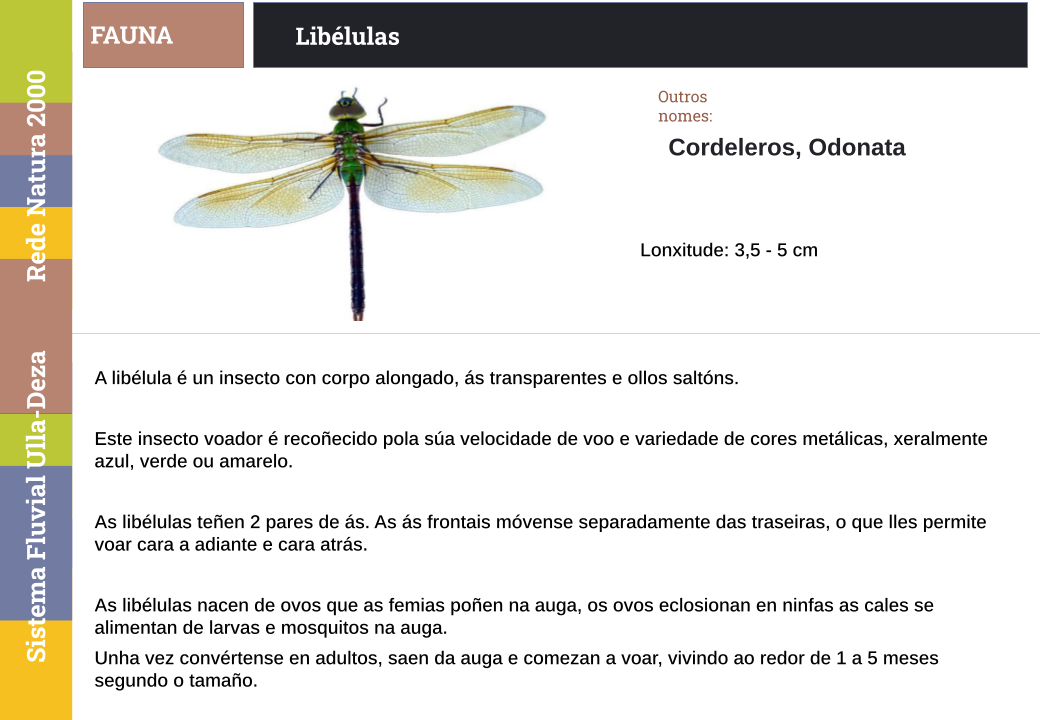 FAUNA
Libélulas
Outros
nomes:
Cordeleros, Odonata
Lonxitude: 3,5 - 5 cm
A libélula é un insecto con corpo alongado, ás transparentes e ollos saltóns.
Este insecto voador é recoñecido pola súa velocidade de voo e variedade de cores metálicas, xeralmente
azul, verde ou amarelo.
As libélulas teñen 2 pares de ás. As ás frontais móvense separadamente das traseiras, o que lles permite
voar cara a adiante e cara atrás.
As libélulas nacen de ovos que as femias poñen na auga, os ovos eclosionan en ninfas as cales se
alimentan de larvas e mosquitos na auga.
Unha vez convértense en adultos, saen da auga e comezan a voar, vivindo ao redor de 1 a 5 meses
segundo o tamaño.
Sistema Fluvial Ulla-Deza
Rede Natura 2000